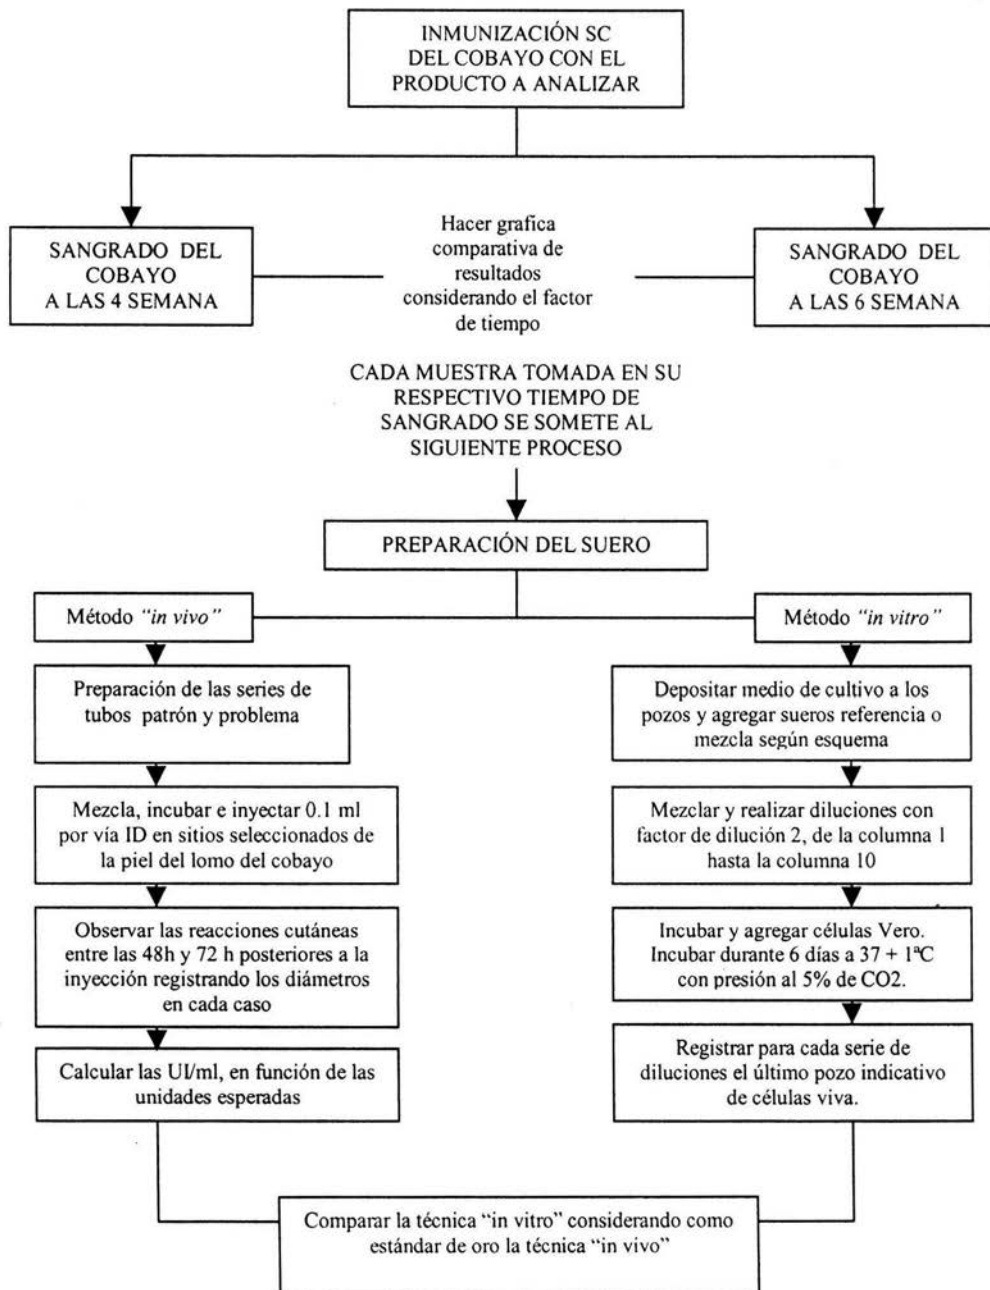 INMUNIZACIÓN SC
DEL COBAYO CON EL
PRODUCTO A ANALIZAR
SANGRADO DEL
COBAYO
A LAS 4 SEMANA
Hacer grafica
comparativa de
resultados
considerando el factor
de tiempo
SANGRADO DEL
COBAYO
A LAS 6 SEMANA
CADA MUESTRA TOMADA EN SU
RESPECTIVO TIEMPO DE
SANGRADO SE SOMETE AL
SIGUIENTE PROCESO
PREPARACIÓN DEL SUERO
Método "in vivo"
Preparación de las series de
tubos patrón y problema
Mezcla, incubar e inyectar 0.1 ml
por vía ID en sitios seleccionados de
la piel del lomo del cobayo
Observar las reacciones cutáneas
entre las 48h y 72 h posteriores a la
inyección registrando los diámetros
en cada caso
Calcular las UI/ml, en función de las
unidades esperadas
Método "in vitro"
Depositar medio de cultivo a los
pozos y agregar sueros referencia o
mezcla según esquema
Mezclar y realizar diluciones con
factor de dilución 2, de la columna 1
hasta la columna 10
Incubar y agregar células Vero.
Incubar durante 6 días a 37 + 1ªC
con presión al 5% de CO2.
Registrar para cada serie de
diluciones el último pozo indicativo
de células viva.
Comparar la técnica "in vitro" considerando como
estándar de oro la técnica "in vivo"